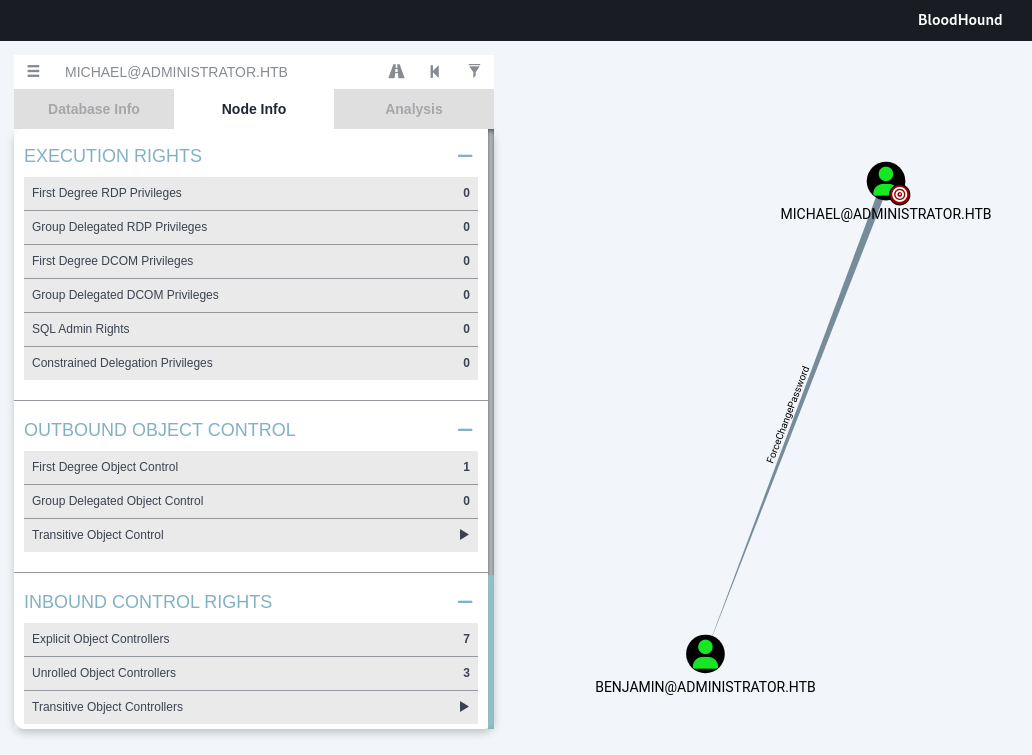 BloodHound
MICHAEL@ADMINISTRATOR.HTB
Database Info
Node Info
Analysis
EXECUTION RIGHTS
First Degree RDP Privileges 0
Group Delegated RDP Privileges 0
First Degree DCOM Privileges 0
Group Delegated DCOM Privileges 0
SQL Admin Rights 0
Constrained Delegation Privileges 0
OUTBOUND OBJECT CONTROL
First Degree Object Control 1
Group Delegated Object Control 0
Transitive Object Control
INBOUND CONTROL RIGHTS
Explicit Object Controllers 7
Unrolled Object Controllers 3
Transitive Object Controllers
MICHAEL@ADMINISTRATOR.HTB
ForceChangePassword
BENJAMIN@ADMINISTRATOR.HTB